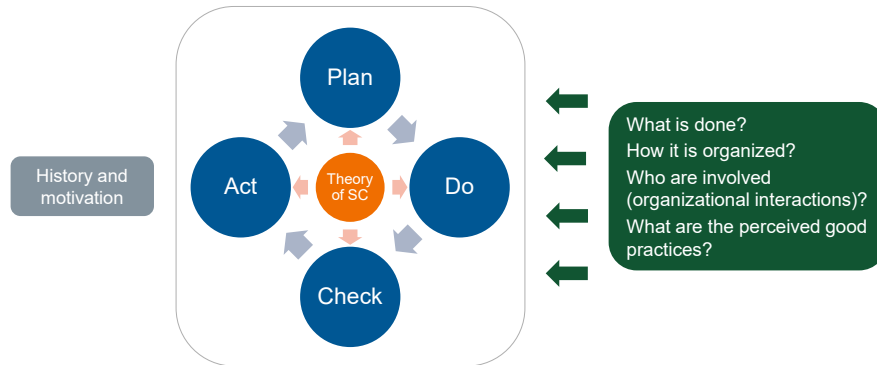 Plan
Act
Theory
of SC
Do
Check
History and
motivation
What is done?
How it is organized?
Who are involved
(organizational interactions)?
What are the perceived good
practices?